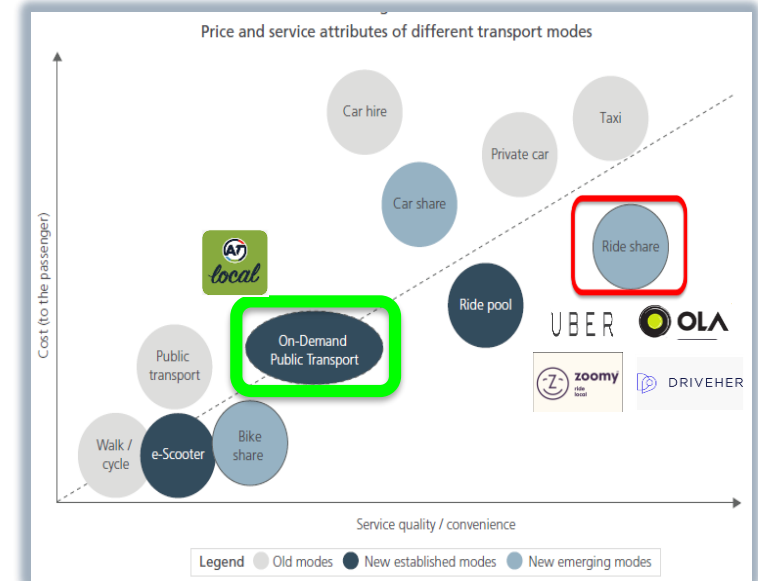 Price and service attributes of different transport modes
Car hire
Taxi
Private car
Car share
Ride share
AT
local
Ride pool
UBER
OLA
On-Demand
Public Transport
Public
transport
Z
zoomy
ride
local
DRIVEHER
Walk /
cycle
e-Scooter
Bike
share
Cost (to the passenger)
Service quality / convenience
Legend Old modes New established modes New emerging modes